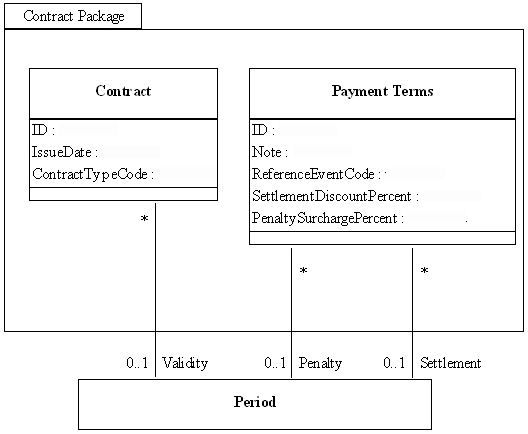 Contract Package
Contract
ID :
IssueDate :
ContractTypeCode :
Payment Terms
ID :
Note :
ReferenceEventCode :
SettlementDiscountPercent :
PenaltySurchargePercent :
*
*
*
0..1 Validity
0..1 Penalty
0..1 Settlement
Period